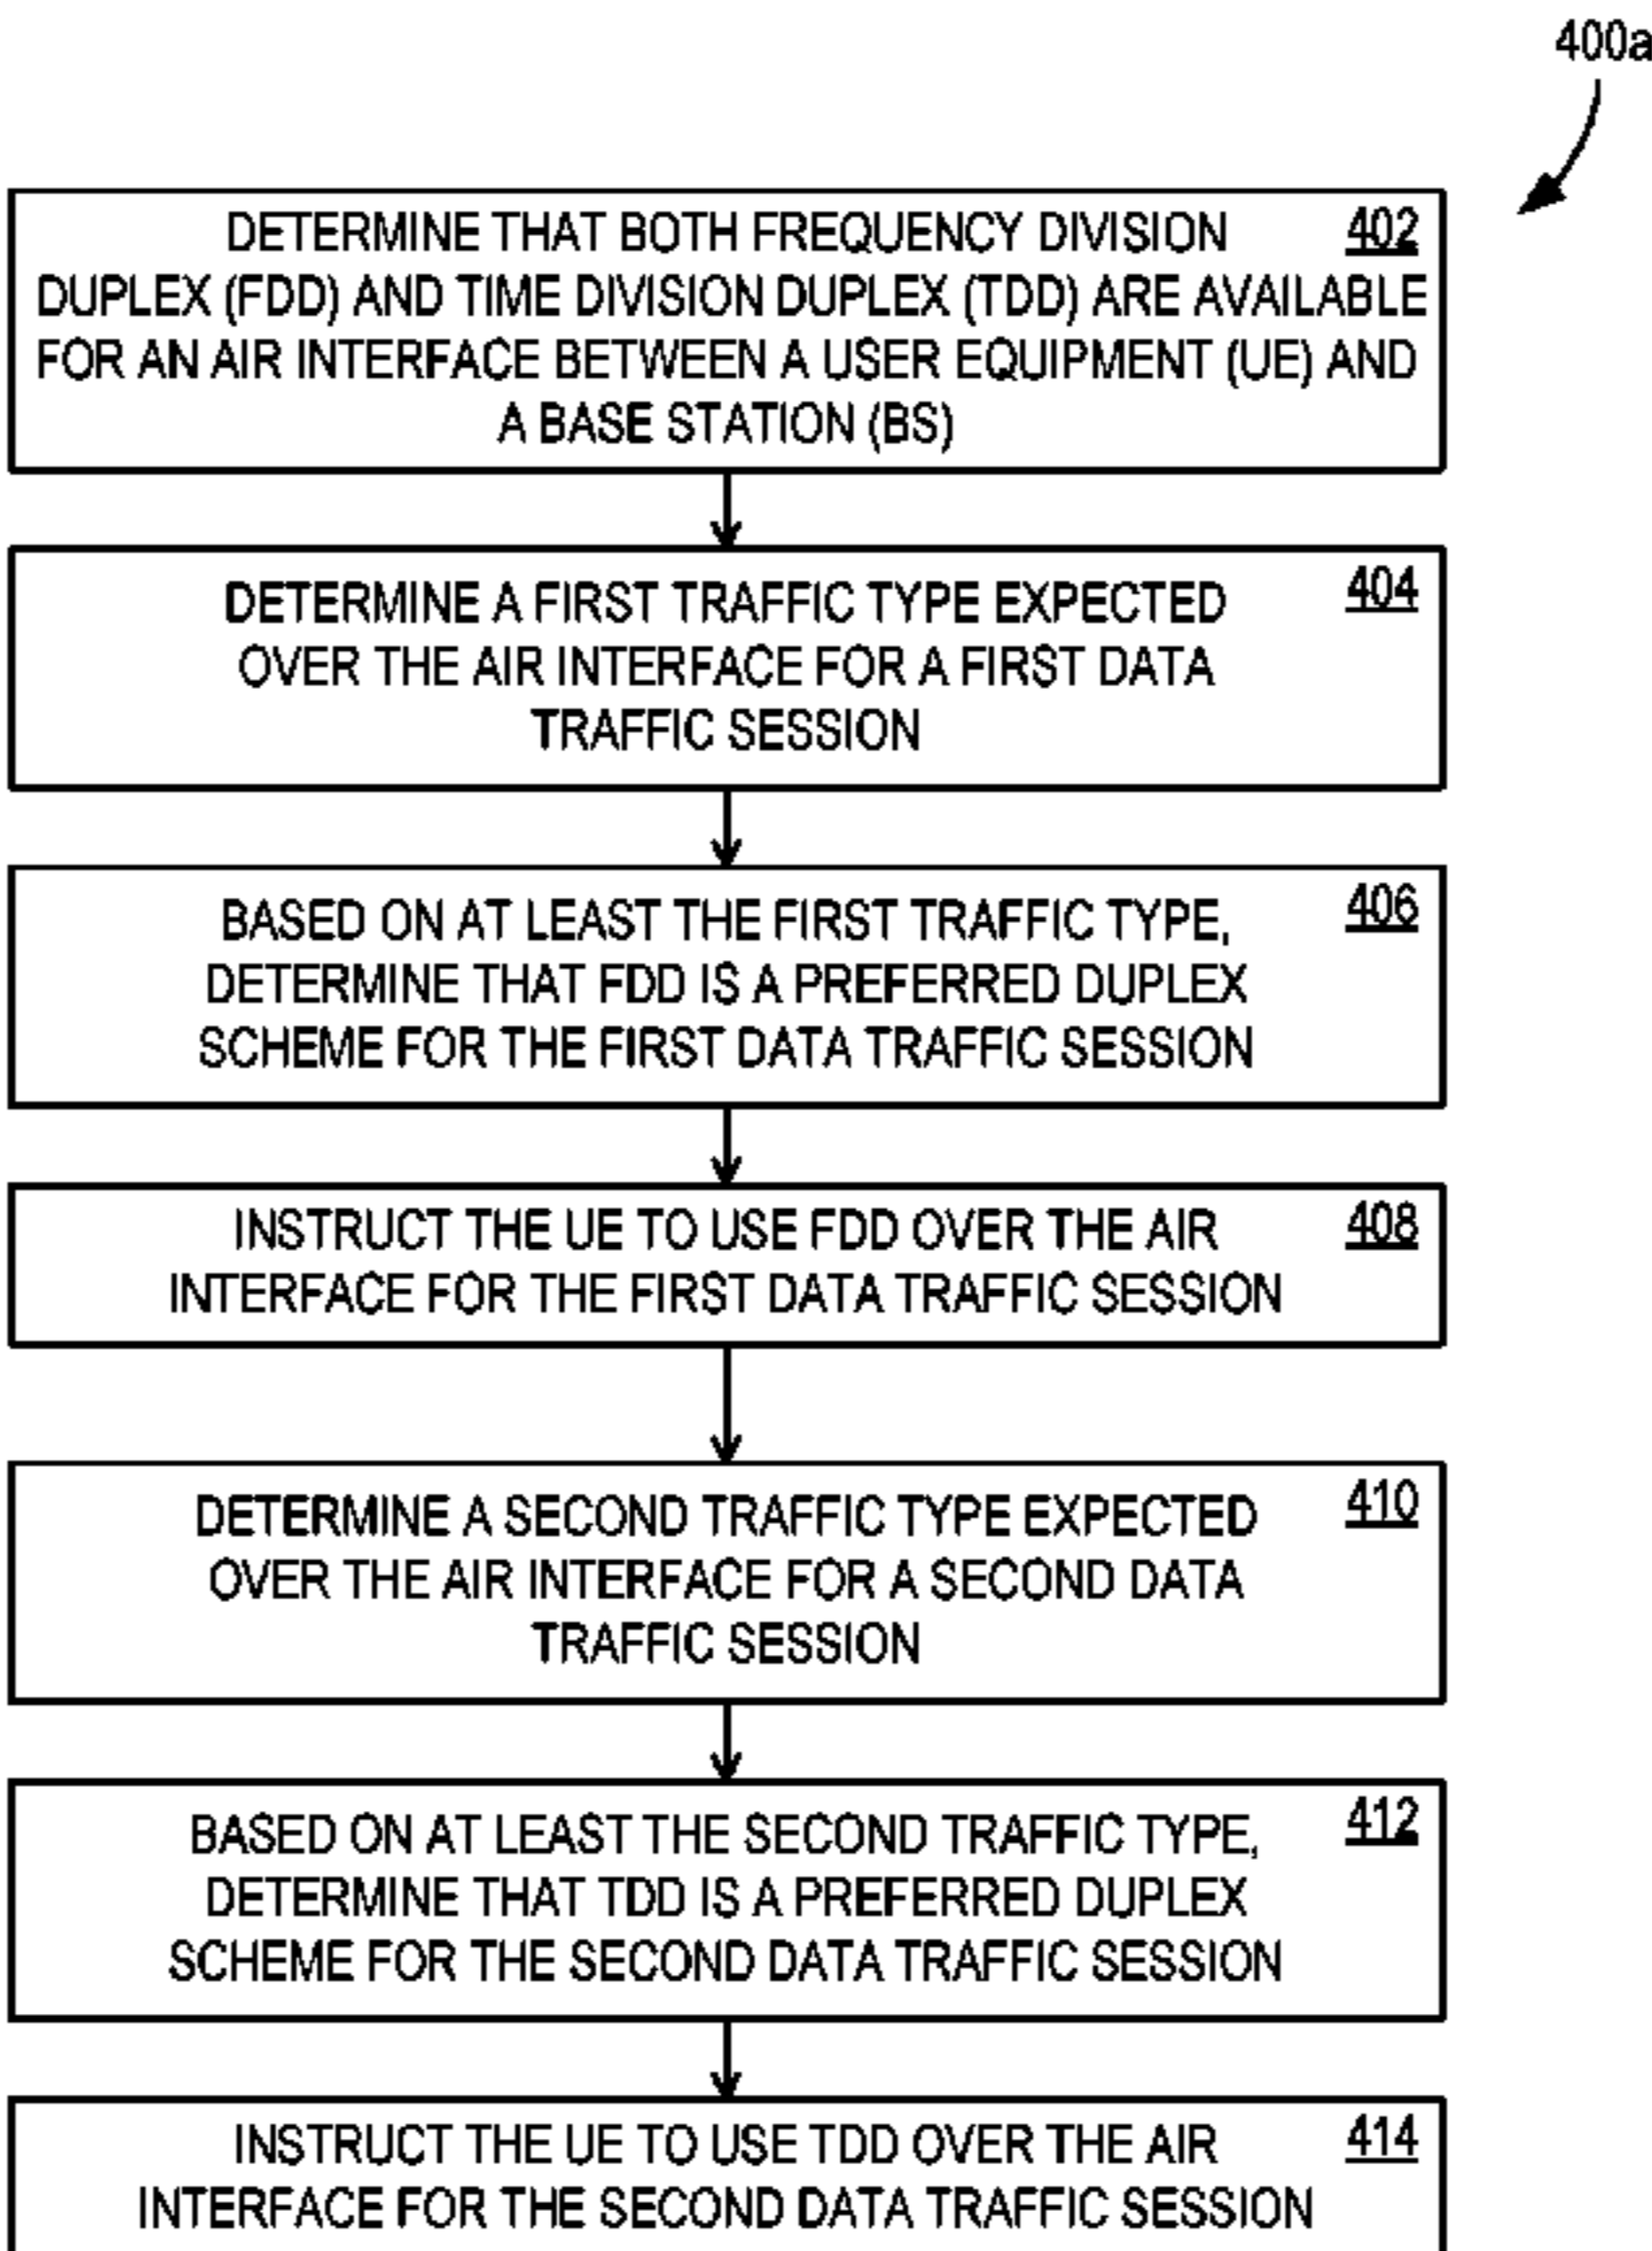 400a
402
DETERMINE THAT BOTH FREQUENCY DIVISION
DUPLEX (FDD) AND TIME DIVISION DUPLEX (TDD) ARE AVAILABLE
FOR AN AIR INTERFACE BETWEEN A USER EQUIPMENT (UE) AND
A BASE STATION (BS)
404
DETERMINE A FIRST TRAFFIC TYPE EXPECTED
OVER THE AIR INTERFACE FOR A FIRST DATA
TRAFFIC SESSION
406
BASED ON AT LEAST THE FIRST TRAFFIC TYPE,
DETERMINE THAT FDD IS A PREFERRED DUPLEX
SCHEME FOR THE FIRST DATA TRAFFIC SESSION
408
INSTRUCT THE UE TO USE FDD OVER THE AIR
INTERFACE FOR THE FIRST DATA TRAFFIC SESSION
410
DETERMINE A SECOND TRAFFIC TYPE EXPECTED
OVER THE AIR INTERFACE FOR A SECOND DATA
TRAFFIC SESSION
412
BASED ON AT LEAST THE SECOND TRAFFIC TYPE,
DETERMINE THAT TDD IS A PREFERRED DUPLEX
SCHEME FOR THE SECOND DATA TRAFFIC SESSION
414
INSTRUCT THE UE TO USE TDD OVER THE AIR
INTERFACE FOR THE SECOND DATA TRAFFIC SESSION